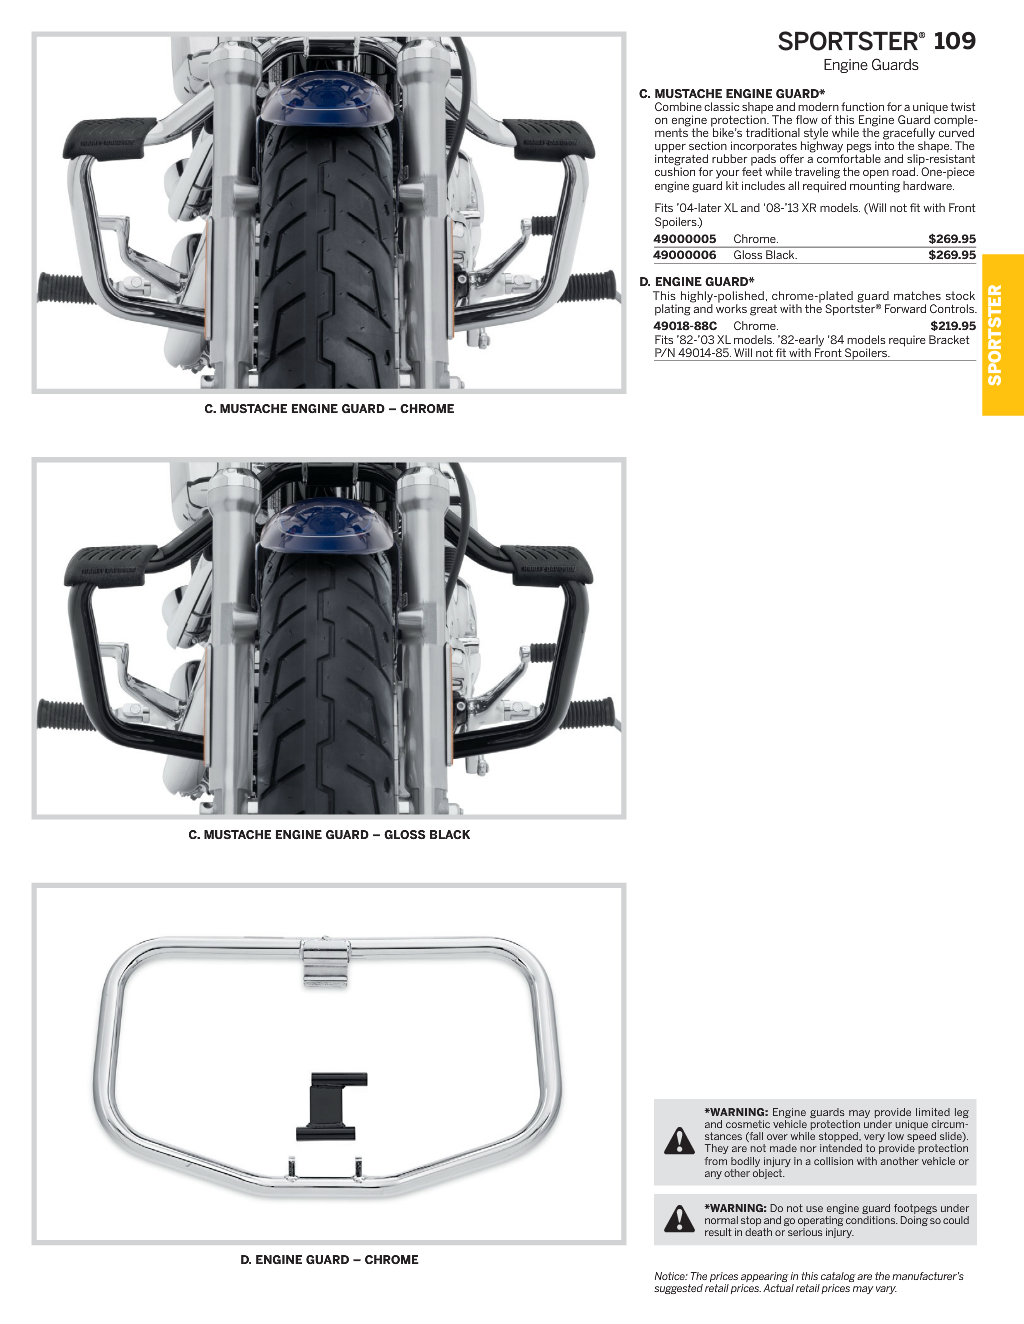 SPORTSTER® 109
Engine Guards
C. MUSTACHE ENGINE GUARD*
Combine classic shape and modern function for a unique twist
on engine protection. The flow of this Engine Guard comple-
ments the bike's traditional style while the gracefully curved
upper section incorporates highway pegs into the shape. The
integrated rubber pads offer a comfortable and slip-resistant
cushion for your feet while traveling the open road. One-piece
engine guard kit includes all required mounting hardware.
Fits ’04-later XL and ‘08-’13 XR models. (Will not fit with Front
Spoilers.)
49000005 Chrome. $269.95
49000006 Gloss Black. $269.95
D. ENGINE GUARD*
This highly-polished, chrome-plated guard matches stock
plating and works great with the Sportster® Forward Controls.
49018-88C Chrome. $219.95
Fits ’82-’03 XL models. ’82-early ’84 models require Bracket
P/N 49014-85. Will not fit with Front Spoilers.
SPORTSTER
C. MUSTACHE ENGINE GUARD – CHROME
HARLEY-DAVIDSON
HARLEY-DAVIDSON
C. MUSTACHE ENGINE GUARD – GLOSS BLACK
D. ENGINE GUARD – CHROME
*WARNING: Engine guards may provide limited leg
and cosmetic vehicle protection under unique circum-
stances (fall over while stopped, very low speed slide).
They are not made nor intended to provide protection
from bodily injury in a collision with another vehicle or
any other object.
*WARNING: Do not use engine guard footpegs under
normal stop and go operating conditions. Doing so could
result in death or serious injury.
Notice: The prices appearing in this catalog are the manufacturer's
suggested retail prices. Actual retail prices may vary.